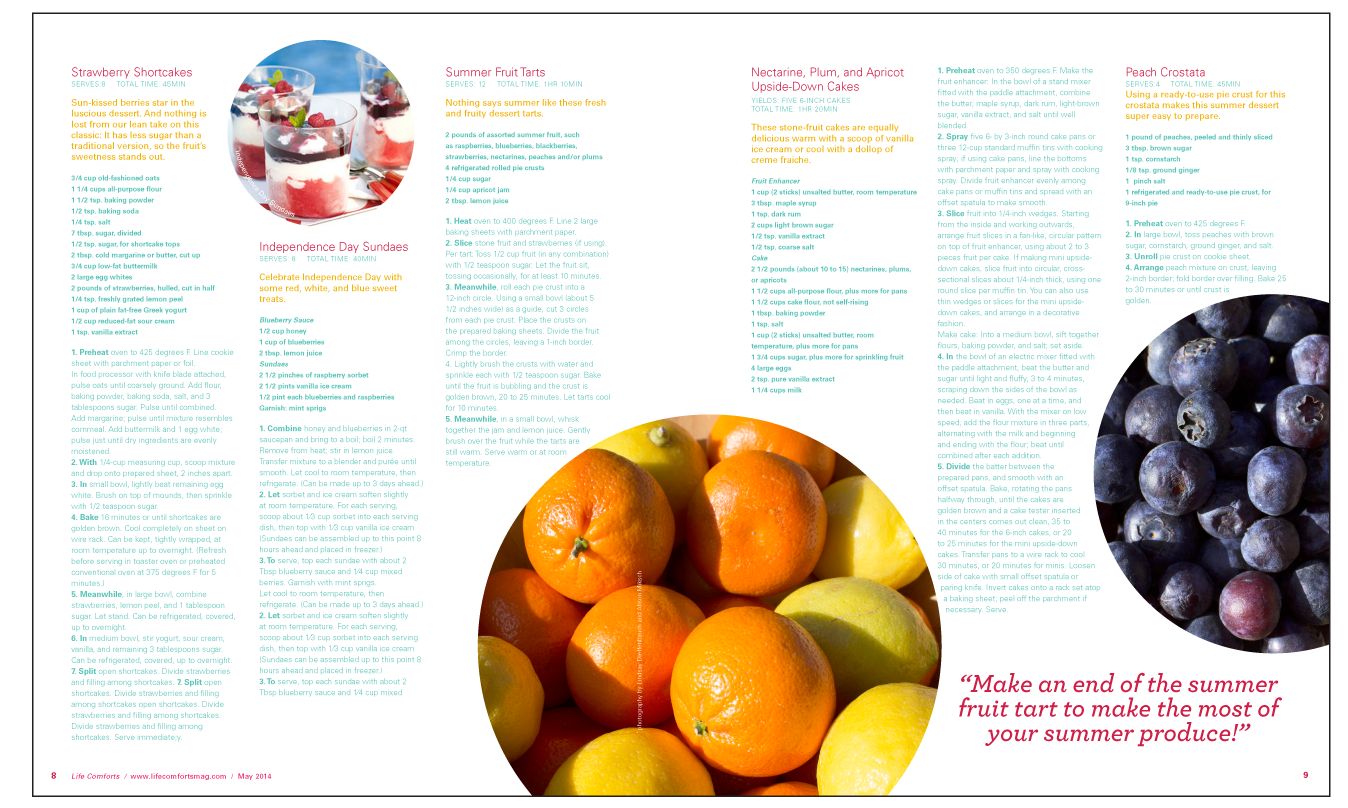 Strawberry Shortcakes
SERVES:8 TOTAL TIME: 45MIN
Sun-kissed berries star in the
luscious dessert. And nothing is
lost from our lean take on this
classic: It has less sugar than a
traditional version, so the fruit's
sweetness stands out.
3/4 cup old-fashioned oats
1 1/4 cups all-purpose flour
1 1/2 tsp. baking powder
1/2 tsp. baking soda
1/4 tsp. salt
7 tbsp. sugar, divided
1/2 tsp. sugar, for shortcake tops
2 tbsp. cold margarine or butter, cut up
3/4 cup low-fat buttermilk
2 large egg whites
2 pounds of strawberries, hulled, cut in half
1/4 tsp. freshly grated lemon peel
1 cup of plain fat-free Greek yogurt
1/2 cup reduced-fat sour cream
1 tsp. vanilla extract
1. Preheat oven to 425 degrees F. Line cookie
sheet with parchment paper or foil.
In food processor with knife blade attached,
pulse oats until coarsely ground. Add flour,
baking powder, baking soda, salt, and 3
tablespoons sugar. Pulse until combined.
Add margarine; pulse until mixture resembles
cornmeal. Add buttermilk and 1 egg white;
pulse just until dry ingredients are evenly
moistened.
2. With 1/4-cup measuring cup, scoop mixture
and drop onto prepared sheet, 2 inches apart.
3. In small bowl, lightly beat remaining egg
white. Brush on top of mounds, then sprinkle
with 1/2 teaspoon sugar.
4. Bake 16 minutes or until shortcakes are
golden brown. Cool completely on sheet on
wire rack. Can be kept, tightly wrapped, at
room temperature up to overnight. (Refresh
before serving in toaster oven or preheated
conventional oven at 375 degrees F for 5
minutes.)
5. Meanwhile, in large bowl, combine
strawberries, lemon peel, and 1 tablespoon
sugar. Let stand. Can be refrigerated, covered,
up to overnight.
6. In medium bowl, stir yogurt, sour cream,
vanilla, and remaining 3 tablespoons sugar.
Can be refrigerated, covered, up to overnight.
7. Split open shortcakes. Divide strawberries
and filling among shortcakes. 7. Split open
shortcakes. Divide strawberries and filling
among shortcakes open shortcakes. Divide
strawberries and filling among shortcakes.
Divide strawberries and filling among
shortcakes. Serve immediately.
Independence Day Sundaes
Independence Day Sundaes
SERVES: 8 TOTAL TIME: 40MIN
Celebrate Independence Day with
some red, white, and blue sweet
treats.
Blueberry Sauce
1/2 cup honey
1 cup of blueberries
2 tbsp. lemon juice
Sundaes
2 1/2 pinches of raspberry sorbet
2 1/2 pints vanilla ice cream
1/2 pint each blueberries and raspberries
Garnish: mint sprigs
1. Combine honey and blueberries in 2-qt
saucepan and bring to a boil; boil 2 minutes.
Remove from heat; stir in lemon juice.
Transfer mixture to a blender and purée until
smooth. Let cool to room temperature, then
refrigerate. (Can be made up to 3 days ahead.)
2. Let sorbet and ice cream soften slightly
at room temperature. For each serving,
scoop about 1/3 cup sorbet into each serving
dish, then top with 1/3 cup vanilla ice cream
(Sundaes can be assembled up to this point 8
hours ahead and placed in freezer.)
3. To serve, top each sundae with about 2
Tbsp blueberry sauce and 1/4 cup mixed
berries. Garnish with mint sprigs.
Let cool to room temperature, then
refrigerate. (Can be made up to 3 days ahead.)
2. Let sorbet and ice cream soften slightly
at room temperature. For each serving,
scoop about 1/3 cup sorbet into each serving
dish, then top with 1/3 cup vanilla ice cream
(Sundaes can be assembled up to this point 8
hours ahead and placed in freezer.)
3. To serve, top each sundae with about 2
Tbsp blueberry sauce and 1/4 cup mixed
Summer Fruit Tarts
SERVES: 12 TOTAL TIME: 1HR 10MIN
Nothing says summer like these fresh
and fruity dessert tarts.
2 pounds of assorted summer fruit, such
as raspberries, blueberries, blackberries,
strawberries, nectarines, peaches and/or plums
4 refrigerated rolled pie crusts
1/4 cup sugar
1/4 cup apricot jam
2 tbsp. lemon juice
1. Heat oven to 400 degrees F. Line 2 large
baking sheets with parchment paper.
2. Slice stone fruit and strawberries (if using).
Per tart: Toss 1/2 cup fruit (in any combination)
with 1/2 teaspoon sugar. Let the fruit sit,
tossing occasionally, for at least 10 minutes.
3. Meanwhile, roll each pie crust into a
12-inch circle. Using a small bowl (about 5
1/2 inches wide) as a guide, cut 3 circles
from each pie crust. Place the crusts on
the prepared baking sheets. Divide the fruit
among the circles, leaving a 1-inch border.
Crimp the border.
4. Lightly brush the crusts with water and
sprinkle each with 1/2 teaspoon sugar. Bake
until the fruit is bubbling and the crust is
golden brown, 20 to 25 minutes. Let tarts cool
for 10 minutes.
5. Meanwhile, in a small bowl, whisk
together the jam and lemon juice. Gently
brush over the fruit while the tarts are
still warm. Serve warm or at room
temperature.
photography by Lindsay Dieffenbauch and Alison Miksch
Nectarine, Plum, and Apricot
Upside-Down Cakes
YIELDS: FIVE 6-INCH CAKES
TOTAL TIME: 1HR 20MIN
These stone-fruit cakes are equally
delicious warm with a scoop of vanilla
ice cream or cool with a dollop of
creme fraiche.
Fruit Enhancer
1 cup (2 sticks) unsalted butter, room temperature
3 tbsp. maple syrup
1 tsp. dark rum
2 cups light brown sugar
1/2 tsp. vanilla extract
1/2 tsp. coarse salt
Cake
2 1/2 pounds (about 10 to 15) nectarines, plums,
or apricots
1 1/2 cups all-purpose flour, plus more for pans
1 1/2 cups cake flour, not self-rising
1 tbsp. baking powder
1 tsp. salt
1 cup (2 sticks) unsalted butter, room
temperature, plus more for pans
1 3/4 cups sugar, plus more for sprinkling fruit
4 large eggs
2 tsp. pure vanilla extract
1 1/4 cups milk
1. Preheat oven to 350 degrees F. Make the
fruit enhancer: In the bowl of a stand mixer
fitted with the paddle attachment, combine
the butter, maple syrup, dark rum, light-brown
sugar, vanilla extract, and salt until well
blended.
2. Spray five 6- by 3-inch round cake pans or
three 12-cup standard muffin tins with cooking
spray; if using cake pans, line the bottoms
with parchment paper and spray with cooking
spray. Divide fruit enhancer evenly among
cake pans or muffin tins and spread with an
offset spatula to make smooth.
3. Slice fruit into 1/4-inch wedges. Starting
from the inside and working outwards,
arrange fruit slices in a fan-like, circular pattern
on top of fruit enhancer, using about 2 to 3
pieces fruit per cake. If making mini upside-
down cakes, slice fruit into circular, cross-
sectional slices about 1/4-inch thick, using one
round slice per muffin tin. You can also use
thin wedges or slices for the mini upside-
down cakes, and arrange in a decorative
fashion.
Make cake: Into a medium bowl, sift together
flours, baking powder, and salt; set aside.
4. In the bowl of an electric mixer fitted with
the paddle attachment, beat the butter and
sugar until light and fluffy, 3 to 4 minutes,
scraping down the sides of the bowl as
needed. Beat in eggs, one at a time, and
then beat in vanilla. With the mixer on low
speed, add the flour mixture in three parts,
alternating with the milk and beginning
and ending with the flour; beat until
combined after each addition.
5. Divide the batter between the
prepared pans, and smooth with an
offset spatula. Bake, rotating the pans
halfway through, until the cakes are
golden brown and a cake tester inserted
in the centers comes out clean, 35 to
40 minutes for the 6-inch cakes, or 20
to 25 minutes for the mini upside-down
cakes. Transfer pans to a wire rack to cool
30 minutes, or 20 minutes for minis. Loosen
side of cake with small offset spatula or
paring knife. Invert cakes onto a rack set atop
a baking sheet; peel off the parchment if
necessary. Serve.
Peach Crostata
SERVES:4 TOTAL TIME: 45MIN
Using a ready-to-use pie crust for this
crostata makes this summer dessert
super easy to prepare.
1 pound of peaches, peeled and thinly sliced
3 tbsp. brown sugar
1 tsp. cornstarch
1/8 tsp. ground ginger
1 pinch salt
1 refrigerated and ready-to-use pie crust, for
9-inch pie
1. Preheat oven to 425 degrees F.
2. In large bowl, toss peaches with brown
sugar, cornstarch, ground ginger, and salt.
3. Unroll pie crust on cookie sheet.
4. Arrange peach mixture on crust, leaving
2-inch border; fold border over filling. Bake 25
to 30 minutes or until crust is
golden.
“Make an end of the summer
fruit tart to make the most of
your summer produce!”
8 Life Comforts / www.lifecomfortsmag.com / May 2014
9